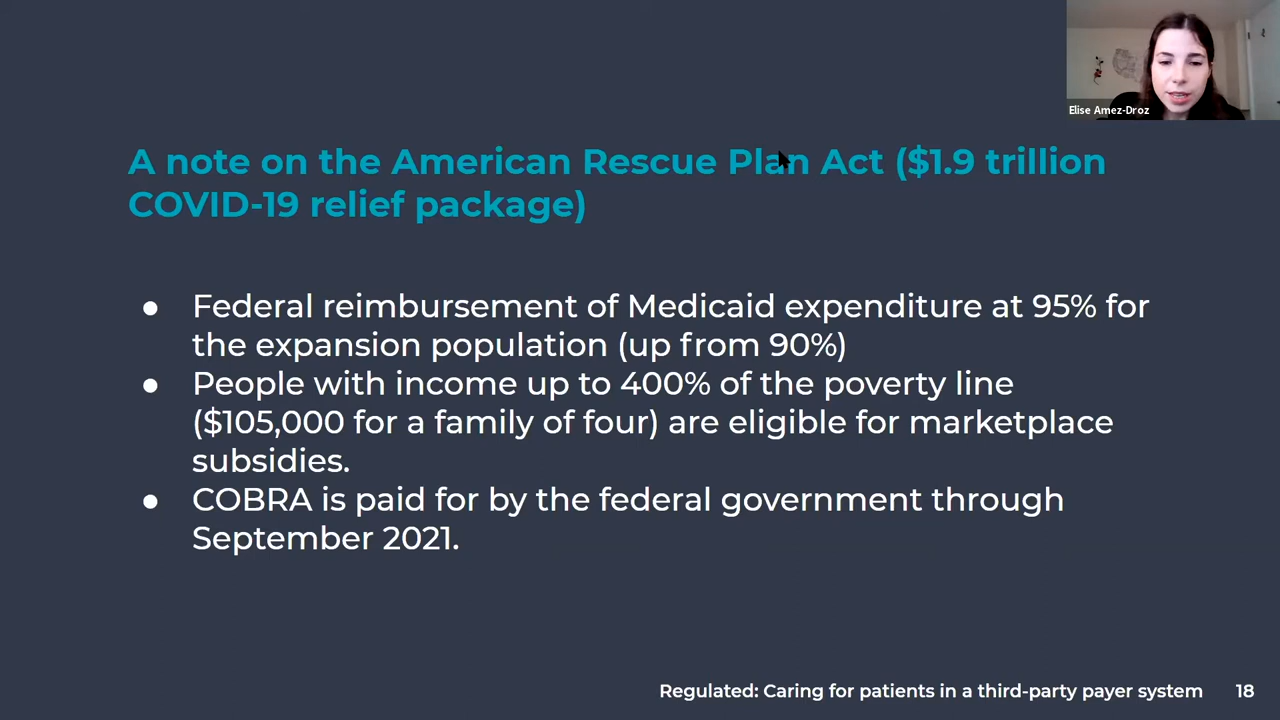 Elise Amez-Droz
A note on the American Rescue Plan Act ($1.9 trillion
COVID-19 relief package)
● Federal reimbursement of Medicaid expenditure at 95% for
the expansion population (up from 90%)
● People with income up to 400% of the poverty line
($105,000 for a family of four) are eligible for marketplace
subsidies.
● COBRA is paid for by the federal government through
September 2021.
Regulated: Caring for patients in a third-party payer system 18